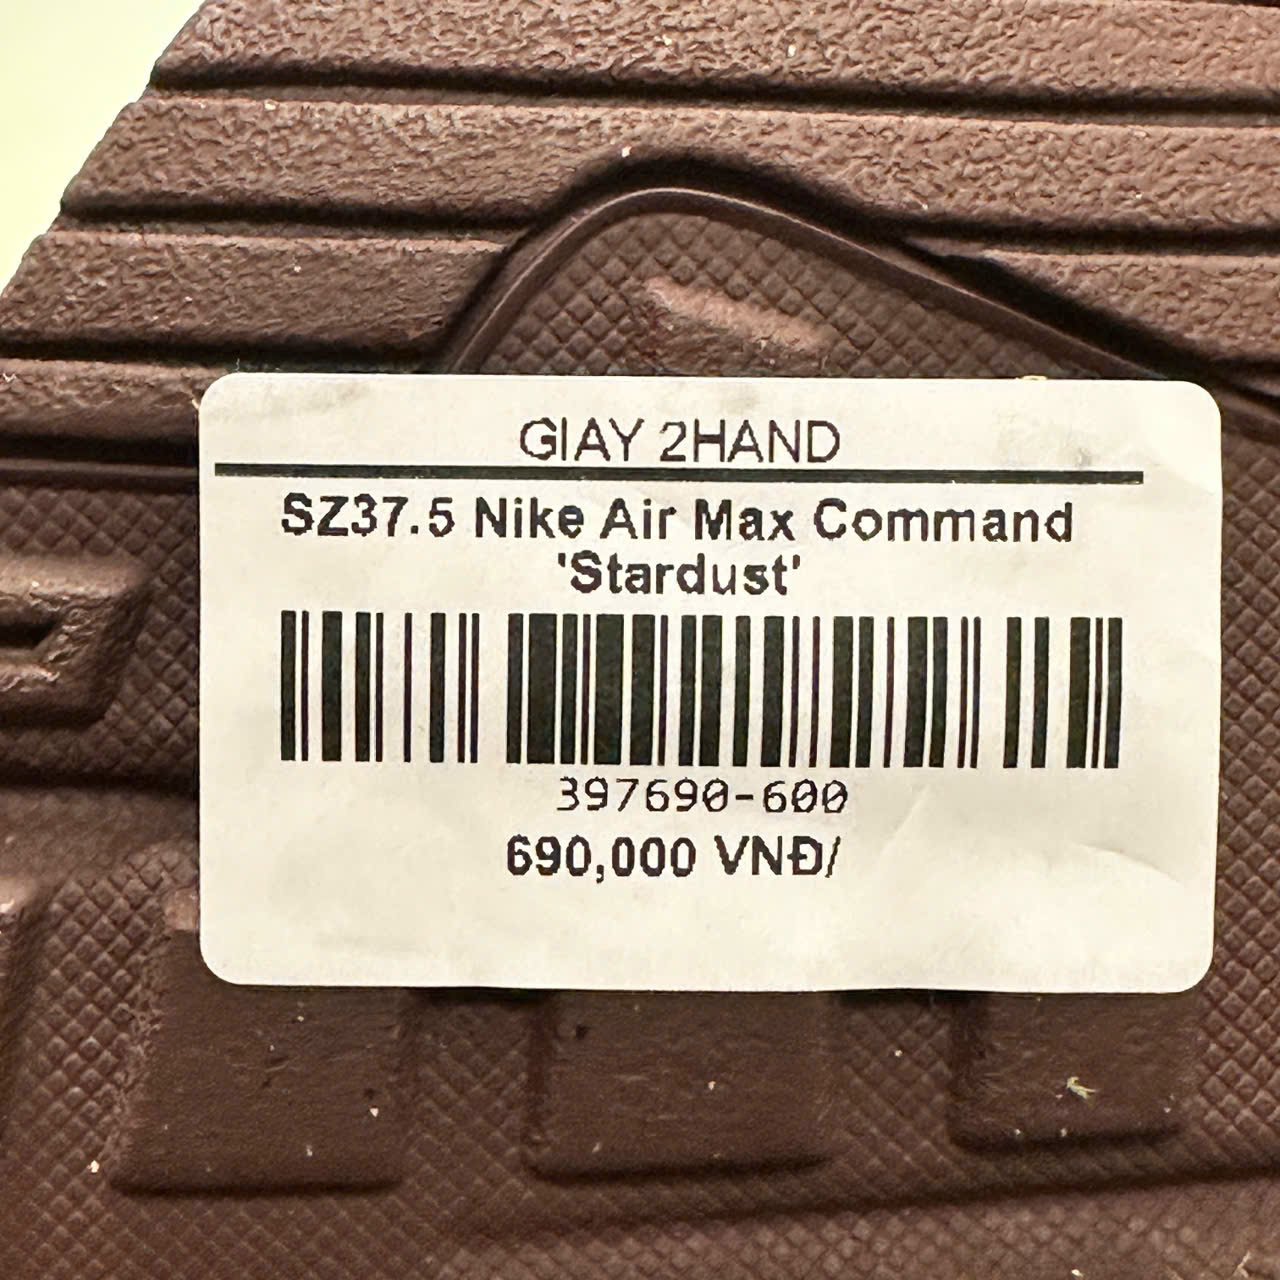 GIAY 2HAND
SZ37.5 Nike Air Max Command
'Stardust'
397690-600
690,000 VNĐ/